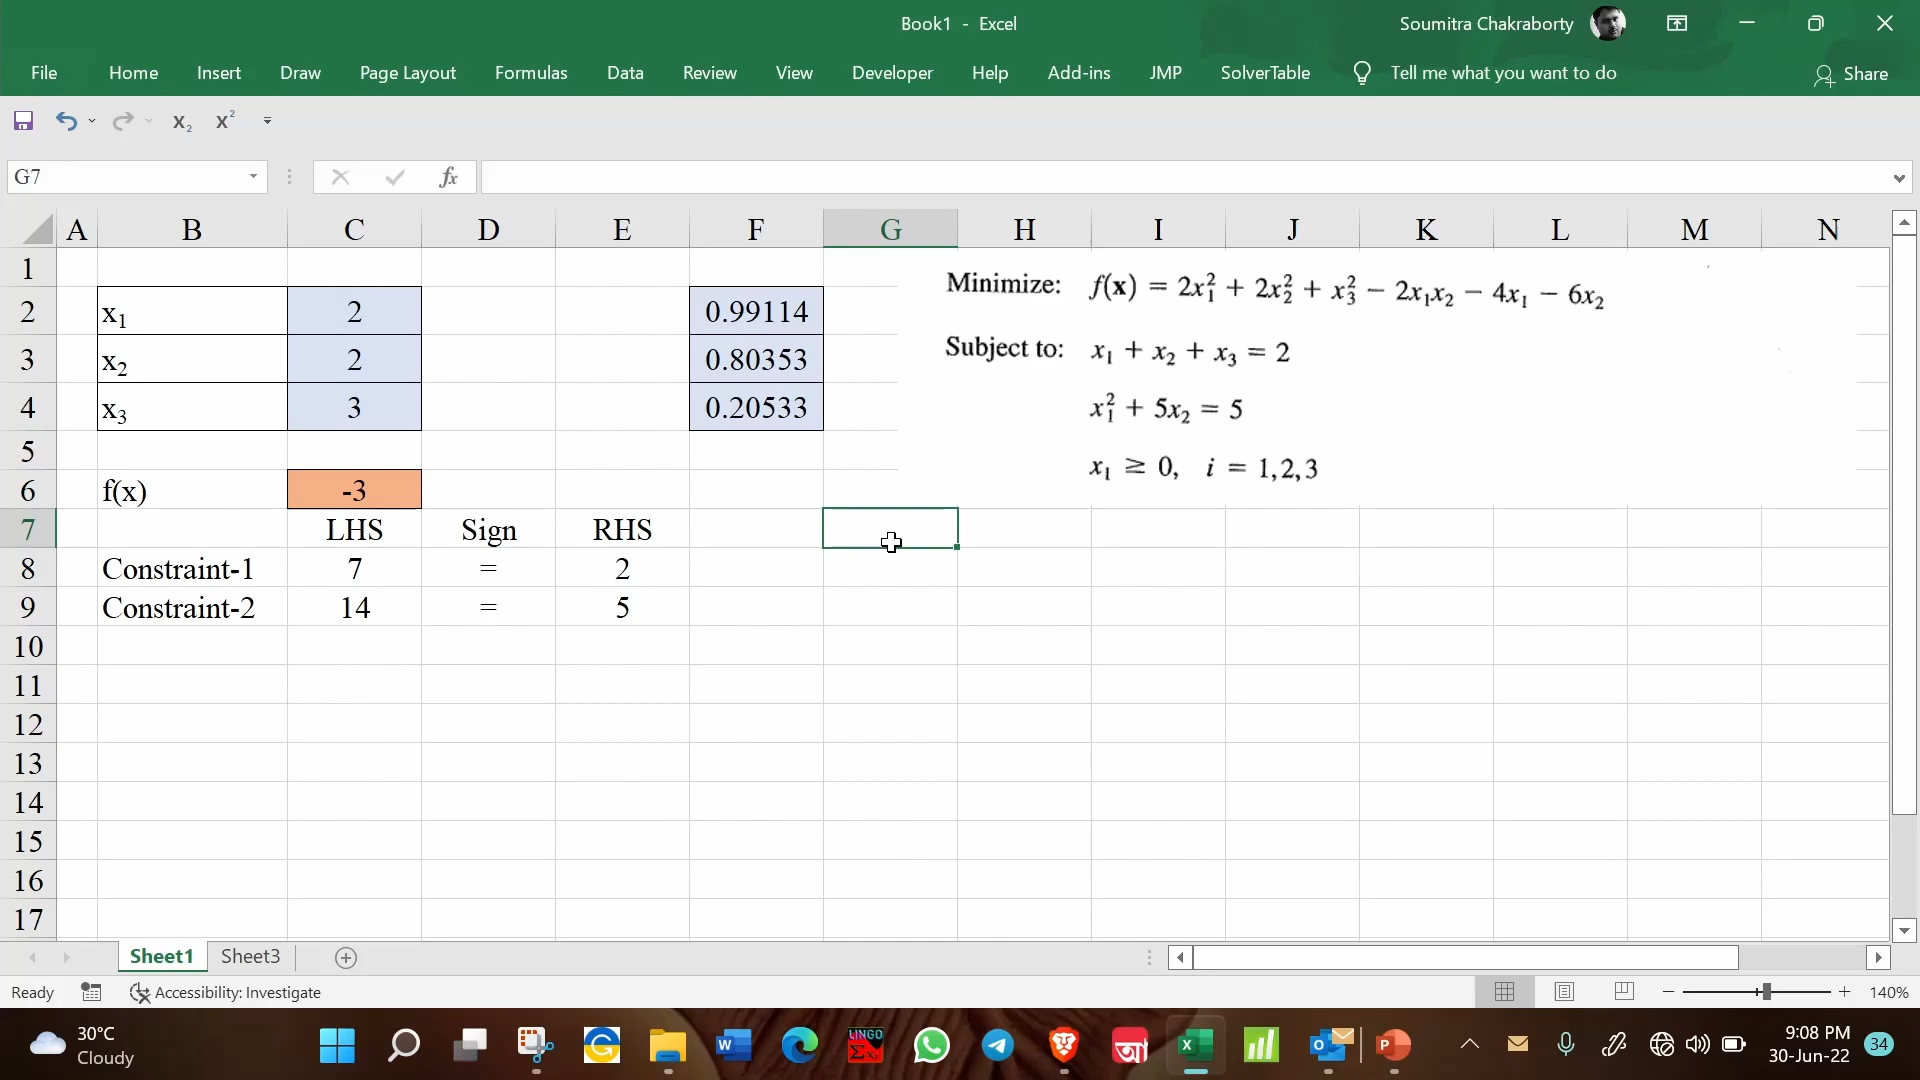 Book1 - Excel
Soumitra Chakraborty
File Home Insert Draw Page Layout Formulas Data Review View Developer Help Add-ins JMP SolverTable Tell me what you want to do Share
X₂ X²
G7 fx
A B C D E F G H I J K L M N
1
2 x₁ 2 0.99114
3 x₂ 2 0.80353
4 x₃ 3 0.20533
5
6 f(x) -3
7 LHS Sign RHS
8 Constraint-1 7 = 2
9 Constraint-2 14 = 5
10
11
12
13
14
15
16
17
Minimize: f(x) = 2x₁² + 2x₂² + x₃² − 2x₁x₂ − 4x₁ − 6x₂
Subject to: x₁ + x₂ + x₃ = 2
x₁² + 5x₂ = 5
x₁ ≥ 0, i = 1,2,3
Sheet1 Sheet3
Ready Accessibility: Investigate 140%
30°C
Cloudy
LINGO
W
অ
X
O
P
9:08 PM
30-Jun-22
34